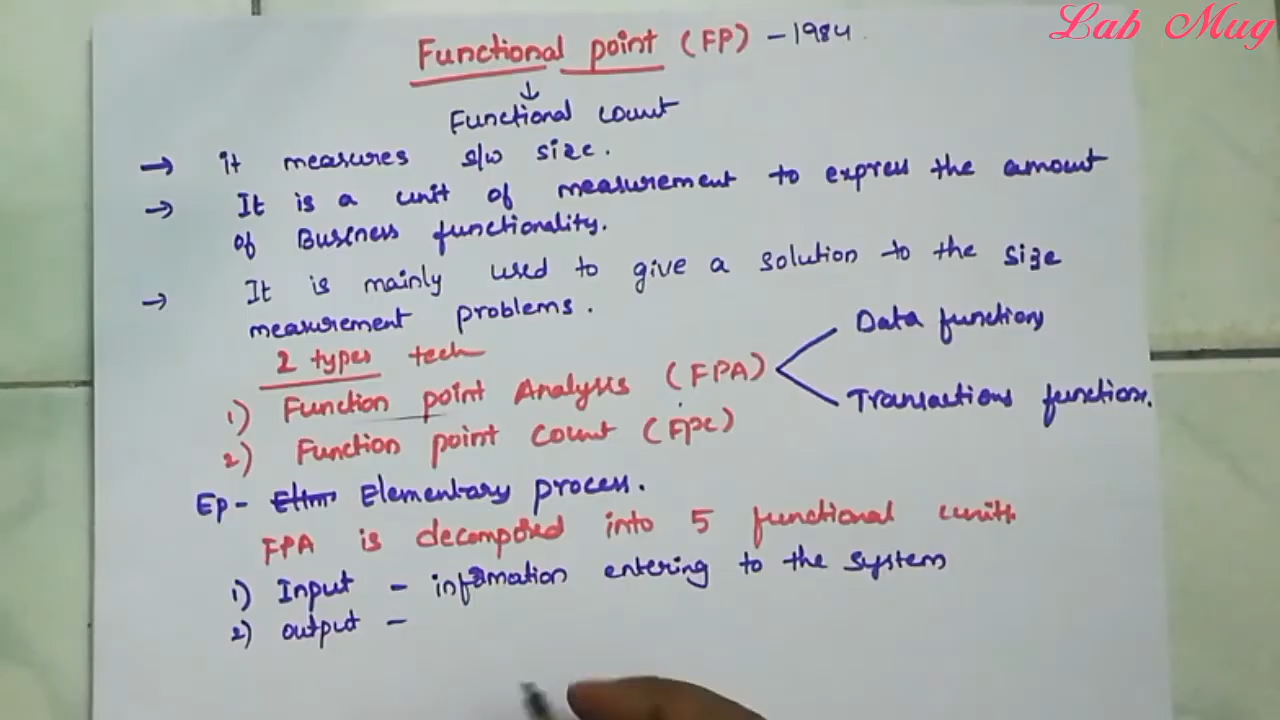 Lab Mug
Functional point (FP) - 1984
↓
Functional count
→ it measures s/w size.
→ It is a unit of measurement to express the amount
of Business functionality.
→ It is mainly used to give a solution to the size
measurement problems.
2 types tech
1) Function point Analysis (FPA)
Data functions
Transactions functions.
2) Function point count (FPC)
Ep - Elementary process.
FPA is decomposed into 5 functional units
1) Input - information entering to the system
2) output -